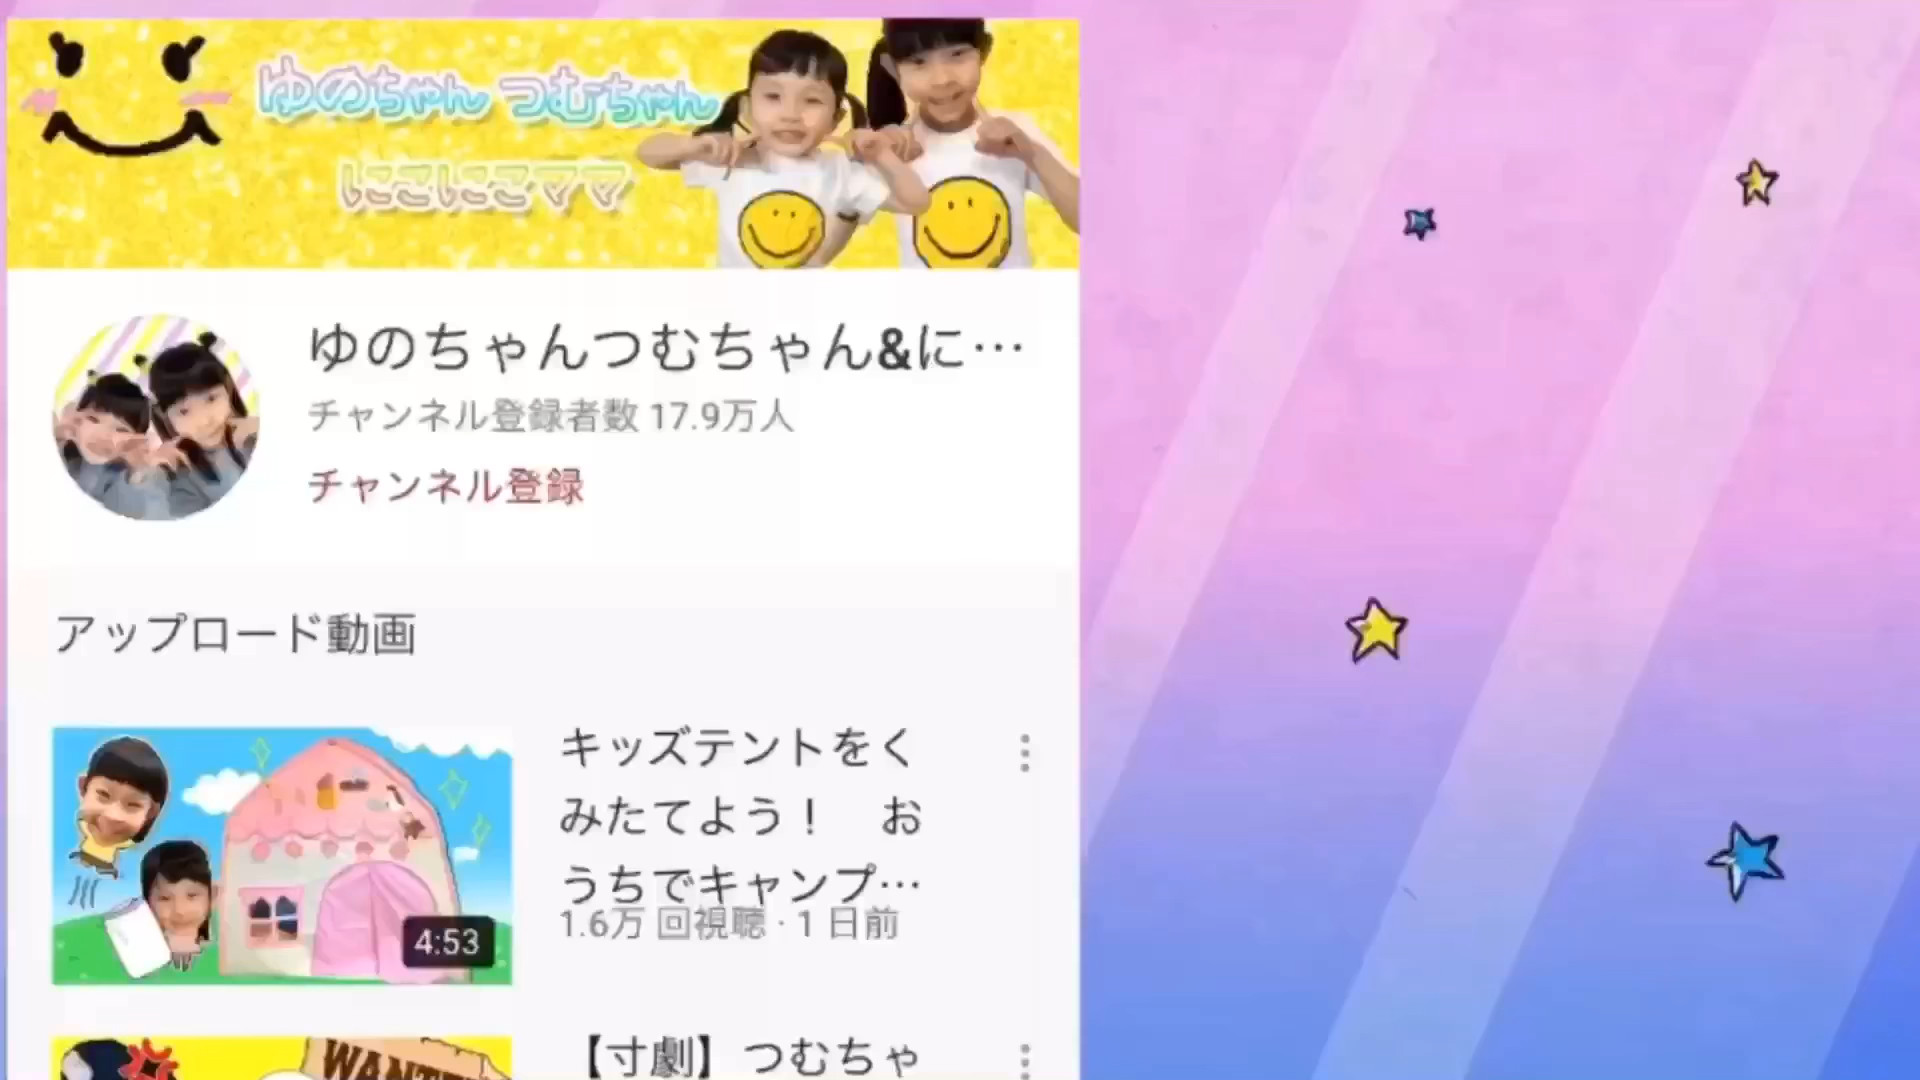 ゆのちゃん つむちゃん
にこにこママ
ゆのちゃんつむちゃん&に…
チャンネル登録者数 17.9万人
チャンネル登録
アップロード動画
キッズテントをく
みたてよう！　お
うちでキャンプ…
1.6万 回視聴・1 日前
4:53
【寸劇】つむちゃ